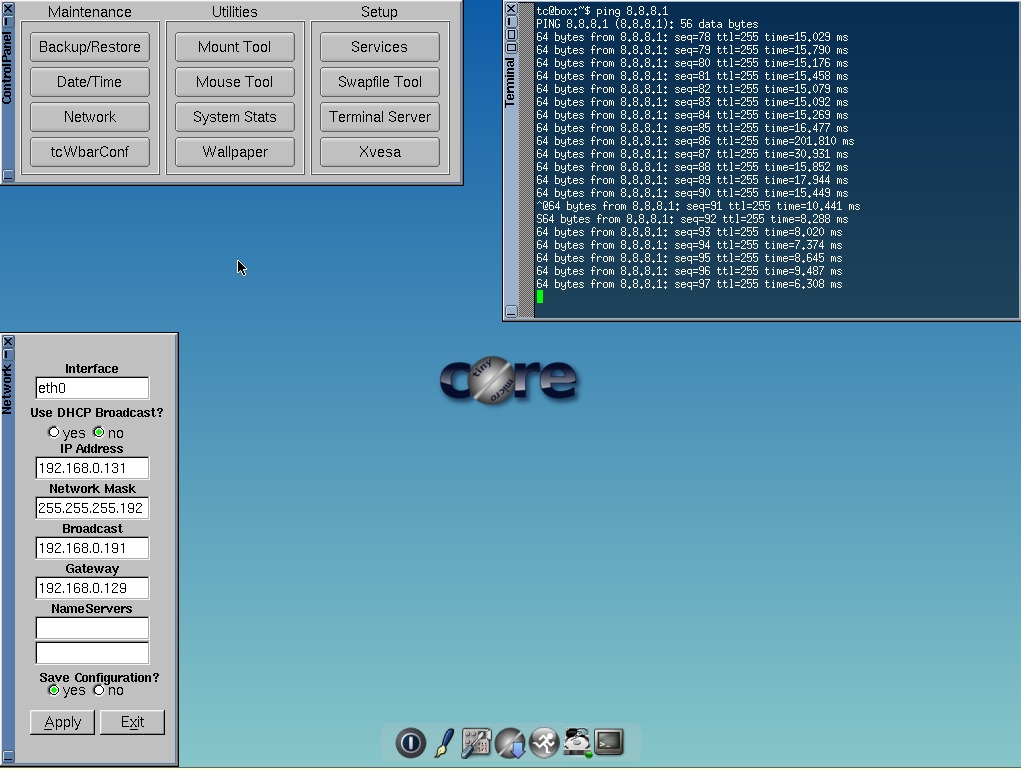 ControlPanel
Maintenance
Backup/Restore
Date/Time
Network
tcWbarConf
Utilities
Mount Tool
Mouse Tool
System Stats
Wallpaper
Setup
Services
Swapfile Tool
Terminal Server
Xvesa
Terminal
tc@box:~$ ping 8.8.8.1
PING 8.8.8.1 (8.8.8.1): 56 data bytes
64 bytes from 8.8.8.1: seq=78 ttl=255 time=15.029 ms
64 bytes from 8.8.8.1: seq=79 ttl=255 time=15.790 ms
64 bytes from 8.8.8.1: seq=80 ttl=255 time=15.176 ms
64 bytes from 8.8.8.1: seq=81 ttl=255 time=15.458 ms
64 bytes from 8.8.8.1: seq=82 ttl=255 time=15.079 ms
64 bytes from 8.8.8.1: seq=83 ttl=255 time=15.092 ms
64 bytes from 8.8.8.1: seq=84 ttl=255 time=15.269 ms
64 bytes from 8.8.8.1: seq=85 ttl=255 time=16.477 ms
64 bytes from 8.8.8.1: seq=86 ttl=255 time=201.810 ms
64 bytes from 8.8.8.1: seq=87 ttl=255 time=30.931 ms
64 bytes from 8.8.8.1: seq=88 ttl=255 time=15.852 ms
64 bytes from 8.8.8.1: seq=89 ttl=255 time=17.944 ms
64 bytes from 8.8.8.1: seq=90 ttl=255 time=15.449 ms
^@64 bytes from 8.8.8.1: seq=91 ttl=255 time=10.441 ms
S64 bytes from 8.8.8.1: seq=92 ttl=255 time=8.288 ms
64 bytes from 8.8.8.1: seq=93 ttl=255 time=8.020 ms
64 bytes from 8.8.8.1: seq=94 ttl=255 time=7.374 ms
64 bytes from 8.8.8.1: seq=95 ttl=255 time=8.645 ms
64 bytes from 8.8.8.1: seq=96 ttl=255 time=9.487 ms
64 bytes from 8.8.8.1: seq=97 ttl=255 time=6.308 ms
Network
Interface
eth0
Use DHCP Broadcast?
yes no
IP Address
192.168.0.131
Network Mask
255.255.255.192
Broadcast
192.168.0.191
Gateway
192.168.0.129
NameServers
Save Configuration?
yes no
Apply Exit
core
tiny
micro